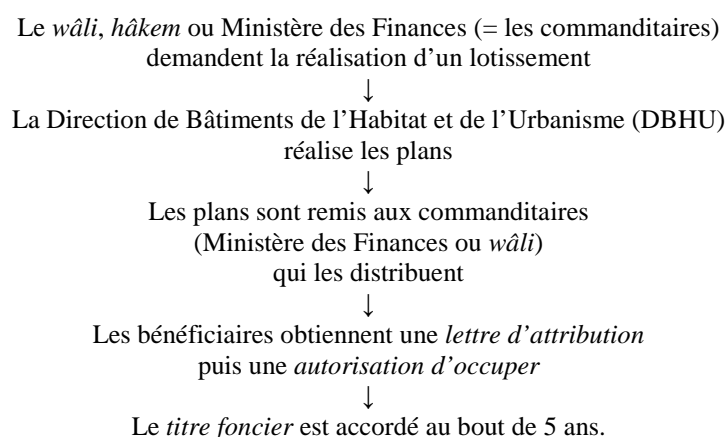 Le wâli, hâkem ou Ministère des Finances (= les commanditaires)
demandent la réalisation d’un lotissement
↓
La Direction de Bâtiments de l’Habitat et de l’Urbanisme (DBHU)
réalise les plans
↓
Les plans sont remis aux commanditaires
(Ministère des Finances ou wâli)
qui les distribuent
↓
Les bénéficiaires obtiennent une lettre d’attribution
puis une autorisation d’occuper
↓
Le titre foncier est accordé au bout de 5 ans.